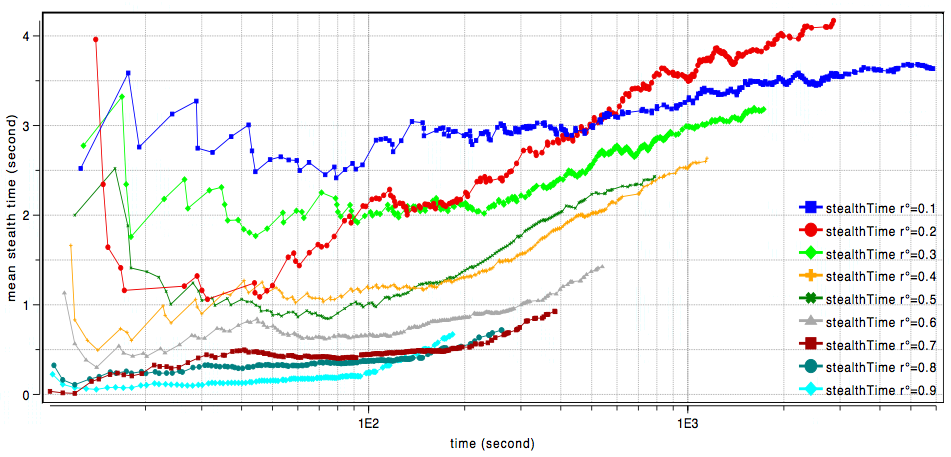 4
3
2
1
0
mean stealth time (second)
1E2
1E3
time (second)
stealthTime r°=0.1
stealthTime r°=0.2
stealthTime r°=0.3
stealthTime r°=0.4
stealthTime r°=0.5
stealthTime r°=0.6
stealthTime r°=0.7
stealthTime r°=0.8
stealthTime r°=0.9